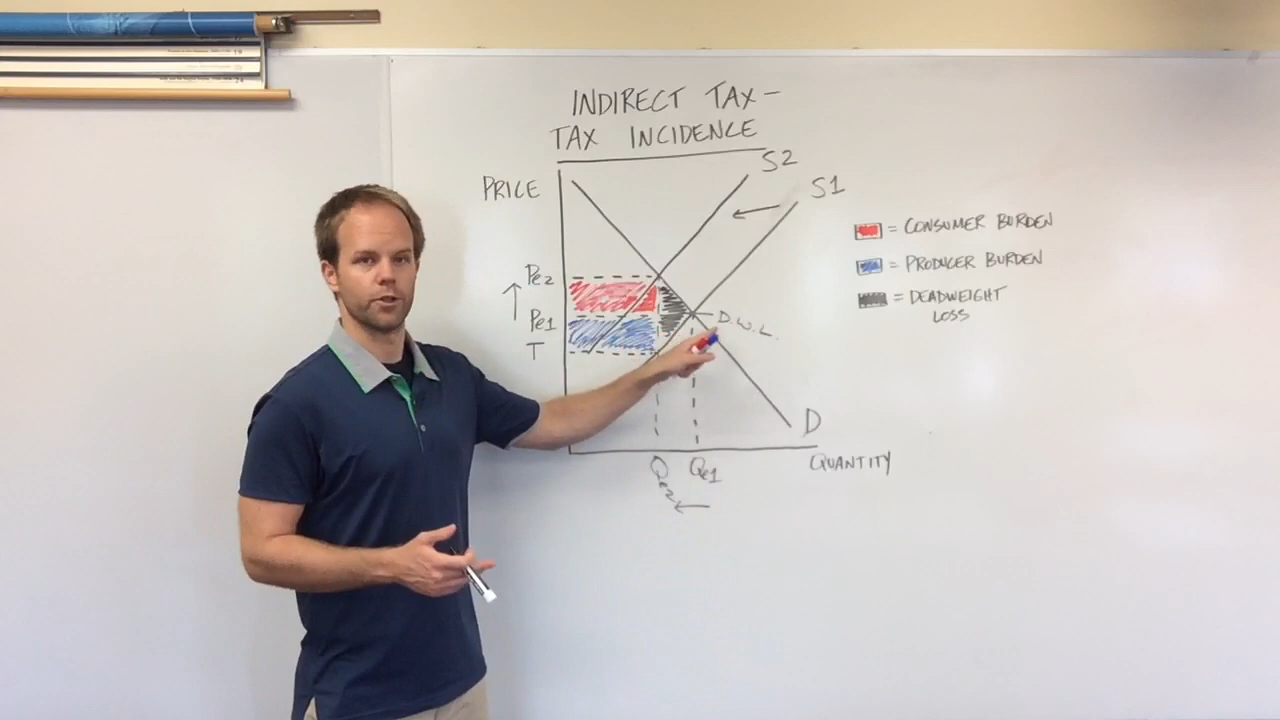 INDIRECT TAX-
TAX INCIDENCE
S2
PRICE
S1
= CONSUMER BURDEN
= PRODUCER BURDEN
= DEADWEIGHT
LOSS
Pe2
Pe1
T
D.W.L.
D
QUANTITY
Qe2
Qe1